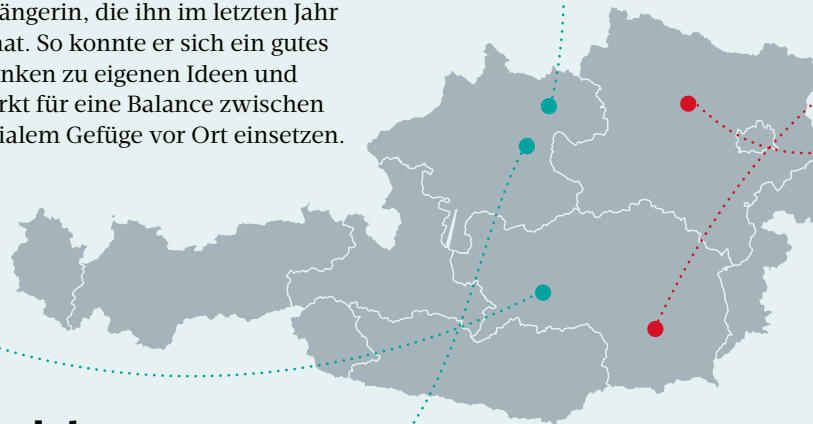 ängerin, die ihn im letzten Jahr
nat. So konnte er sich ein gutes
nken zu eigenen Ideen und
rkt für eine Balance zwischen
ialem Gefüge vor Ort einsetzen.